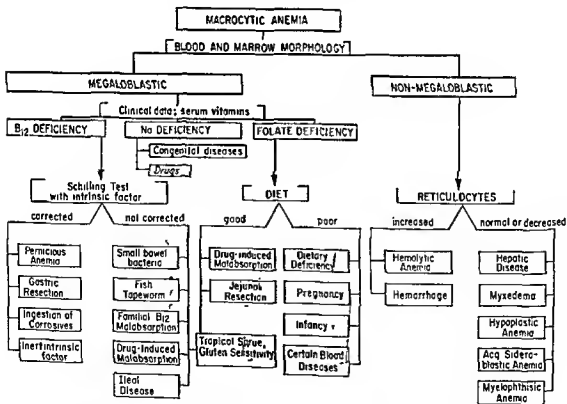 MACROCYTIC ANEMIA
BLOOD AND MARROW MORPHOLOGY
MEGALOBLASTIC
NON-MEGALOBLASTIC
Clinical data; serum vitamins
B12 DEFICIENCY
No DEFICIENCY
FOLATE DEFICIENCY
Congenital diseases
Drugs
Schilling Test
with intrinsic factor
DIET
RETICULOCYTES
corrected
not corrected
good
poor
increased
normal or decreased
Pernicious
Anemia
Gastric
Resection
Ingestion of
Corrosives
Inert intrinsic
factor
Small bowel
bacteria
Fish
Tapeworm
Familial B12
Malabsorption
Drug-Induced
Malabsorption
Ileal
Disease
Drug-induced
Malabsorption
Jejunal
Resection
Tropical Sprue,
Gluten Sensitivity
Dietary
Deficiency
Pregnancy
Infancy
Certain Blood
Diseases
Hemolytic
Anemia
Hemorrhage
Hepatic
Disease
Myxedema
Hypoplastic
Anemia
Acq Sidero-
blastic Anemia
Myelophthisic
Anemia